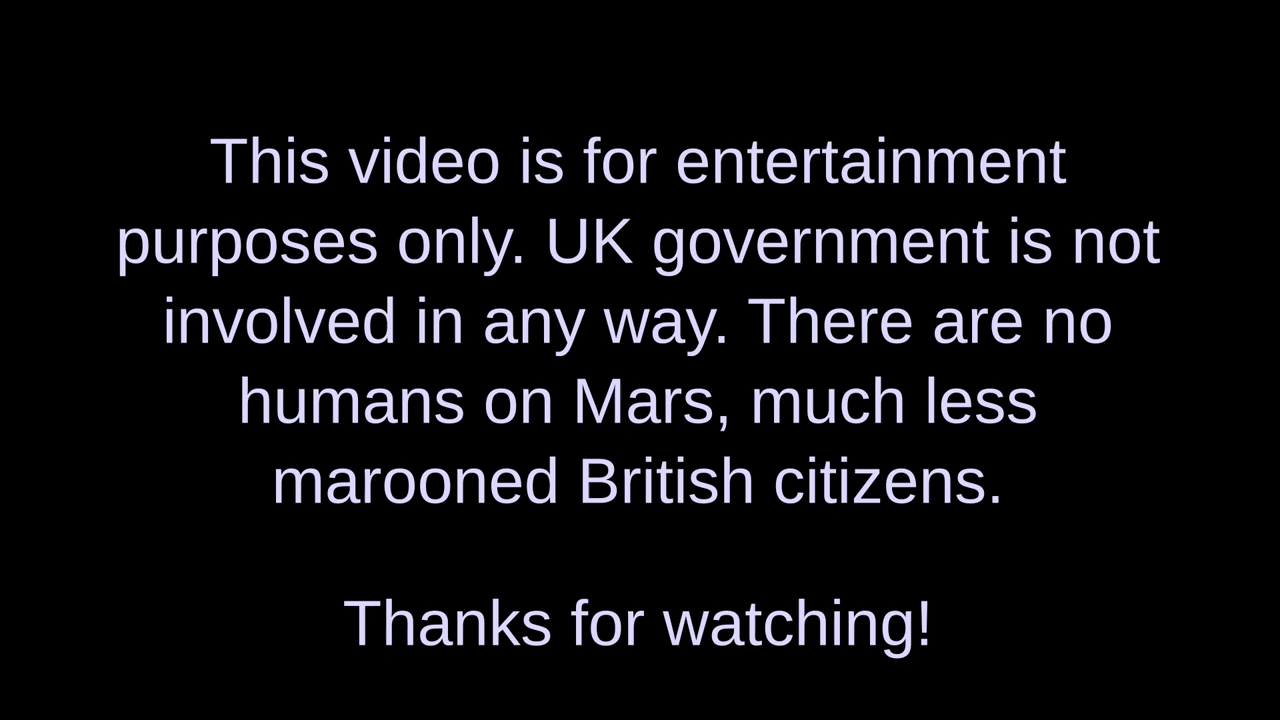 This video is for entertainment
purposes only. UK government is not
involved in any way. There are no
humans on Mars, much less
marooned British citizens.
Thanks for watching!